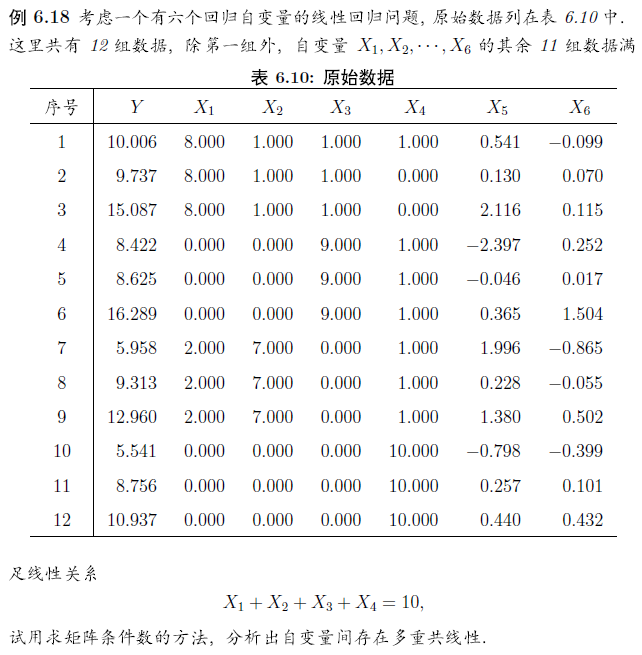 例 6.18 考虑一个有六个回归自变量的线性回归问题, 原始数据列在表 6.10 中.
这里共有 12 组数据, 除第一组外, 自变量 X₁, X₂, ⋯, X₆ 的其余 11 组数据满
表 6.10: 原始数据
序号 Y X₁ X₂ X₃ X₄ X₅ X₆
1 10.006 8.000 1.000 1.000 1.000 0.541 −0.099
2 9.737 8.000 1.000 1.000 0.000 0.130 0.070
3 15.087 8.000 1.000 1.000 0.000 2.116 0.115
4 8.422 0.000 0.000 9.000 1.000 −2.397 0.252
5 8.625 0.000 0.000 9.000 1.000 −0.046 0.017
6 16.289 0.000 0.000 9.000 1.000 0.365 1.504
7 5.958 2.000 7.000 0.000 1.000 1.996 −0.865
8 9.313 2.000 7.000 0.000 1.000 0.228 −0.055
9 12.960 2.000 7.000 0.000 1.000 1.380 0.502
10 5.541 0.000 0.000 0.000 10.000 −0.798 −0.399
11 8.756 0.000 0.000 0.000 10.000 0.257 0.101
12 10.937 0.000 0.000 0.000 10.000 0.440 0.432
足线性关系
X₁ + X₂ + X₃ + X₄ = 10,
试用求矩阵条件数的方法, 分析出自变量间存在多重共线性.